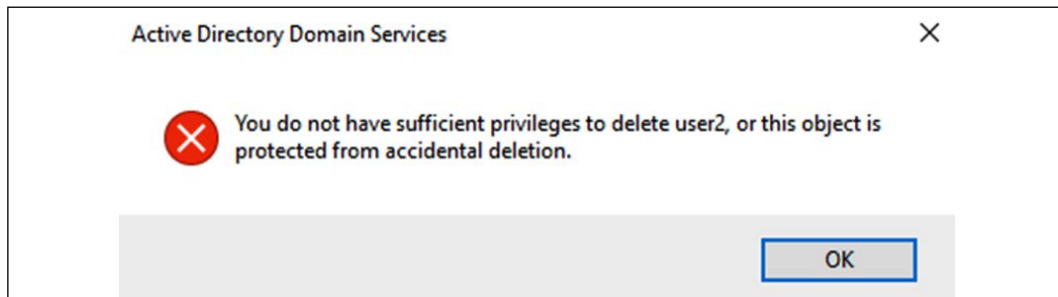 Active Directory Domain Services
You do not have sufficient privileges to delete user2, or this object is
protected from accidental deletion.
OK